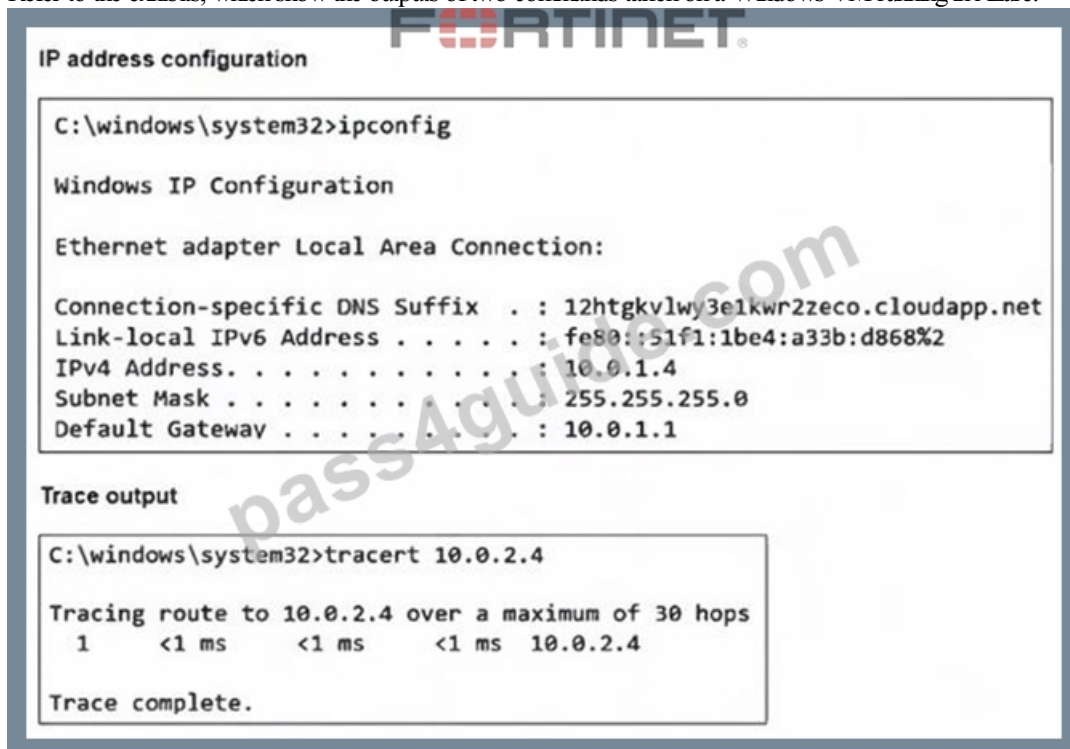 FORTINET®
IP address configuration
C:\windows\system32>ipconfig
Windows IP Configuration
Ethernet adapter Local Area Connection:
Connection-specific DNS Suffix . : 12htgkvlwy3e1kwr2zeco.cloudapp.net
Link-local IPv6 Address . . . . . : fe80::51f1:1be4:a33b:d868%2
IPv4 Address. . . . . . . . . . . : 10.0.1.4
Subnet Mask . . . . . . . . . . . : 255.255.255.0
Default Gateway . . . . . . . . . : 10.0.1.1
pass4guide.com
Trace output
C:\windows\system32>tracert 10.0.2.4
Tracing route to 10.0.2.4 over a maximum of 30 hops
1 <1 ms <1 ms <1 ms 10.0.2.4
Trace complete.